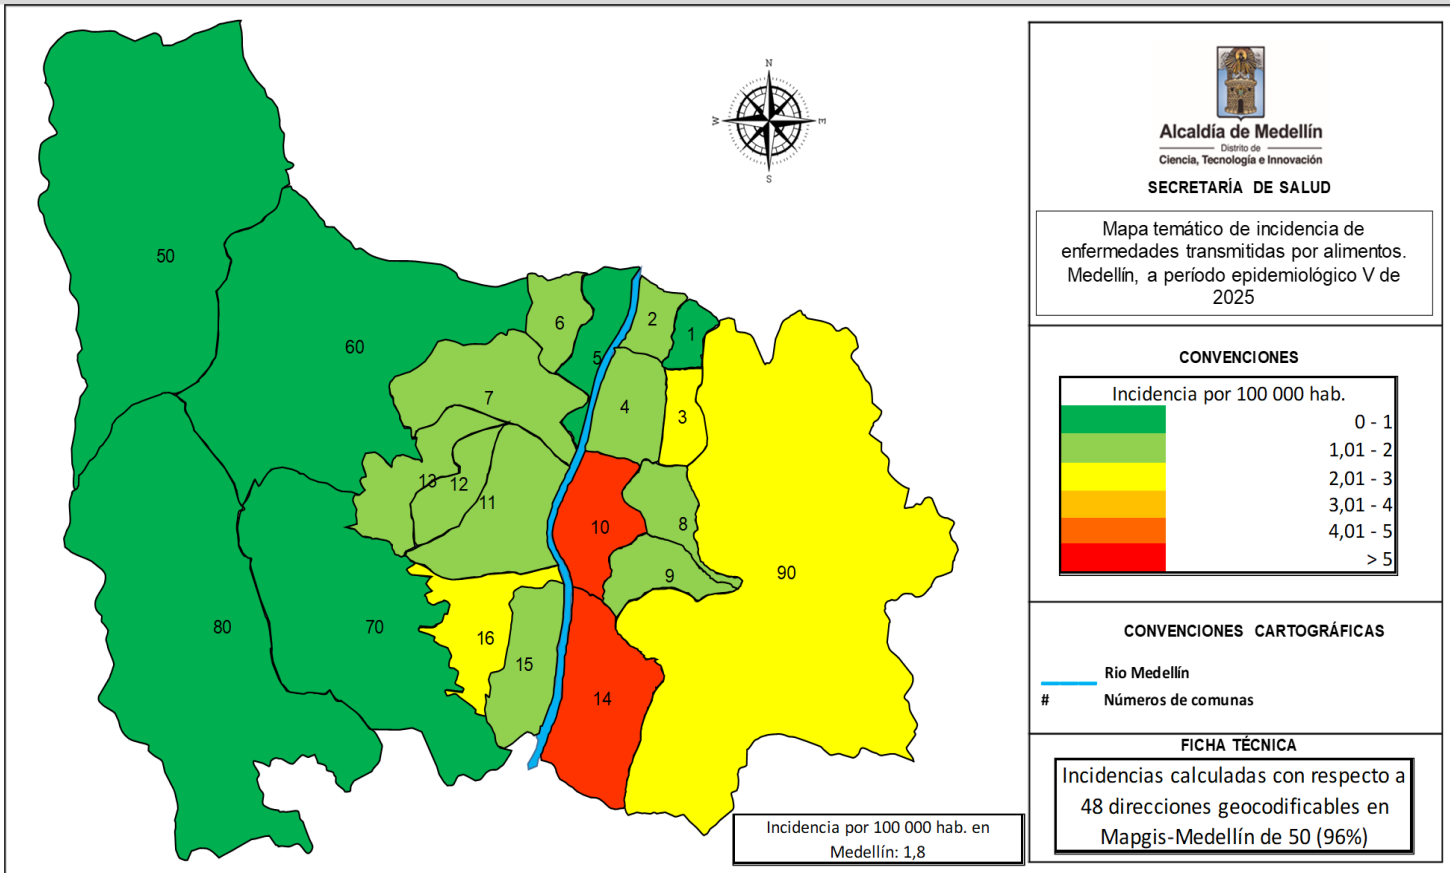 N
W
E
S
50
60
6
5
2
1
7
4
3
13
12
11
10
8
9
90
80
70
16
15
14
Incidencia por 100 000 hab. en
Medellín: 1,8
Alcaldía de Medellín
Distrito de
Ciencia, Tecnología e Innovación
SECRETARÍA DE SALUD
Mapa temático de incidencia de
enfermedades transmitidas por alimentos.
Medellín, a período epidemiológico V de
2025
CONVENCIONES
Incidencia por 100 000 hab.
0 - 1
1,01 - 2
2,01 - 3
3,01 - 4
4,01 - 5
> 5
CONVENCIONES CARTOGRÁFICAS
Rio Medellín
# Números de comunas
FICHA TÉCNICA
Incidencias calculadas con respecto a
48 direcciones geocodificables en
Mapgis-Medellín de 50 (96%)